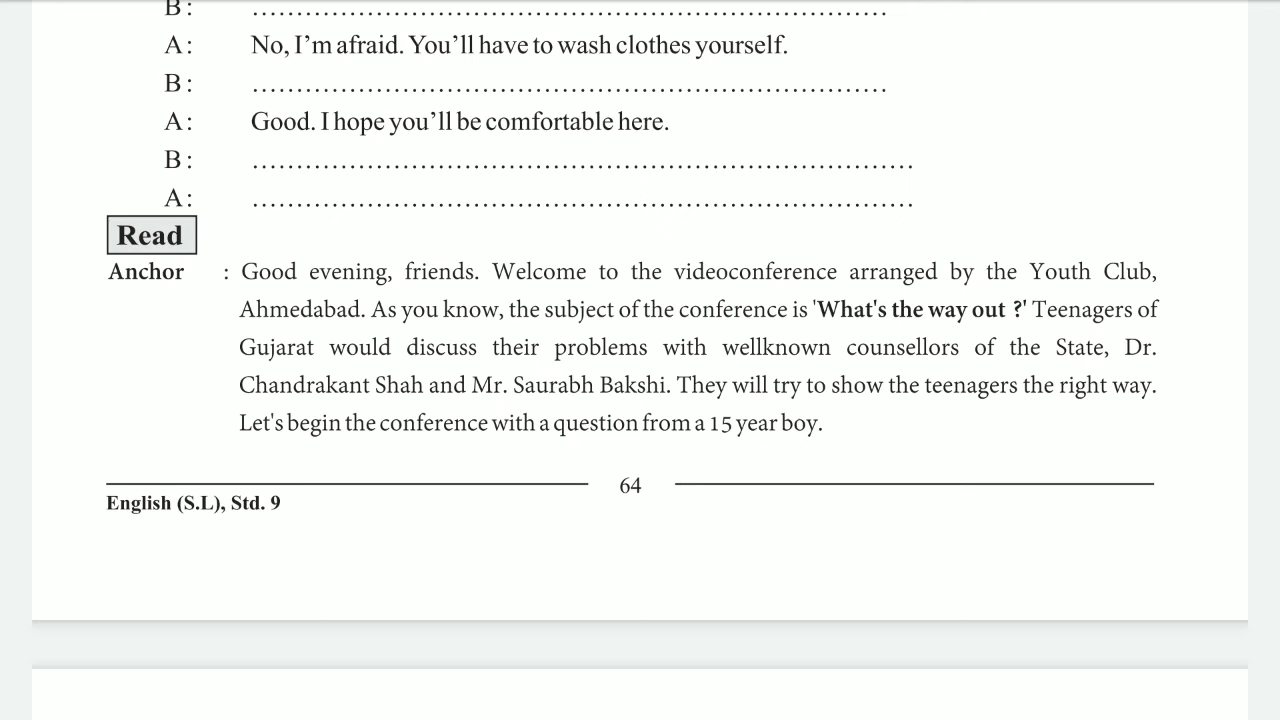 B : ........................................................................
A : No, I'm afraid. You'll have to wash clothes yourself.
B : ........................................................................
A : Good. I hope you'll be comfortable here.
B : ...........................................................................
A : ...........................................................................
Read
Anchor : Good evening, friends. Welcome to the videoconference arranged by the Youth Club,
Ahmedabad. As you know, the subject of the conference is 'What's the way out ?' Teenagers of
Gujarat would discuss their problems with wellknown counsellors of the State, Dr.
Chandrakant Shah and Mr. Saurabh Bakshi. They will try to show the teenagers the right way.
Let's begin the conference with a question from a 15 year boy.
64
English (S.L), Std. 9